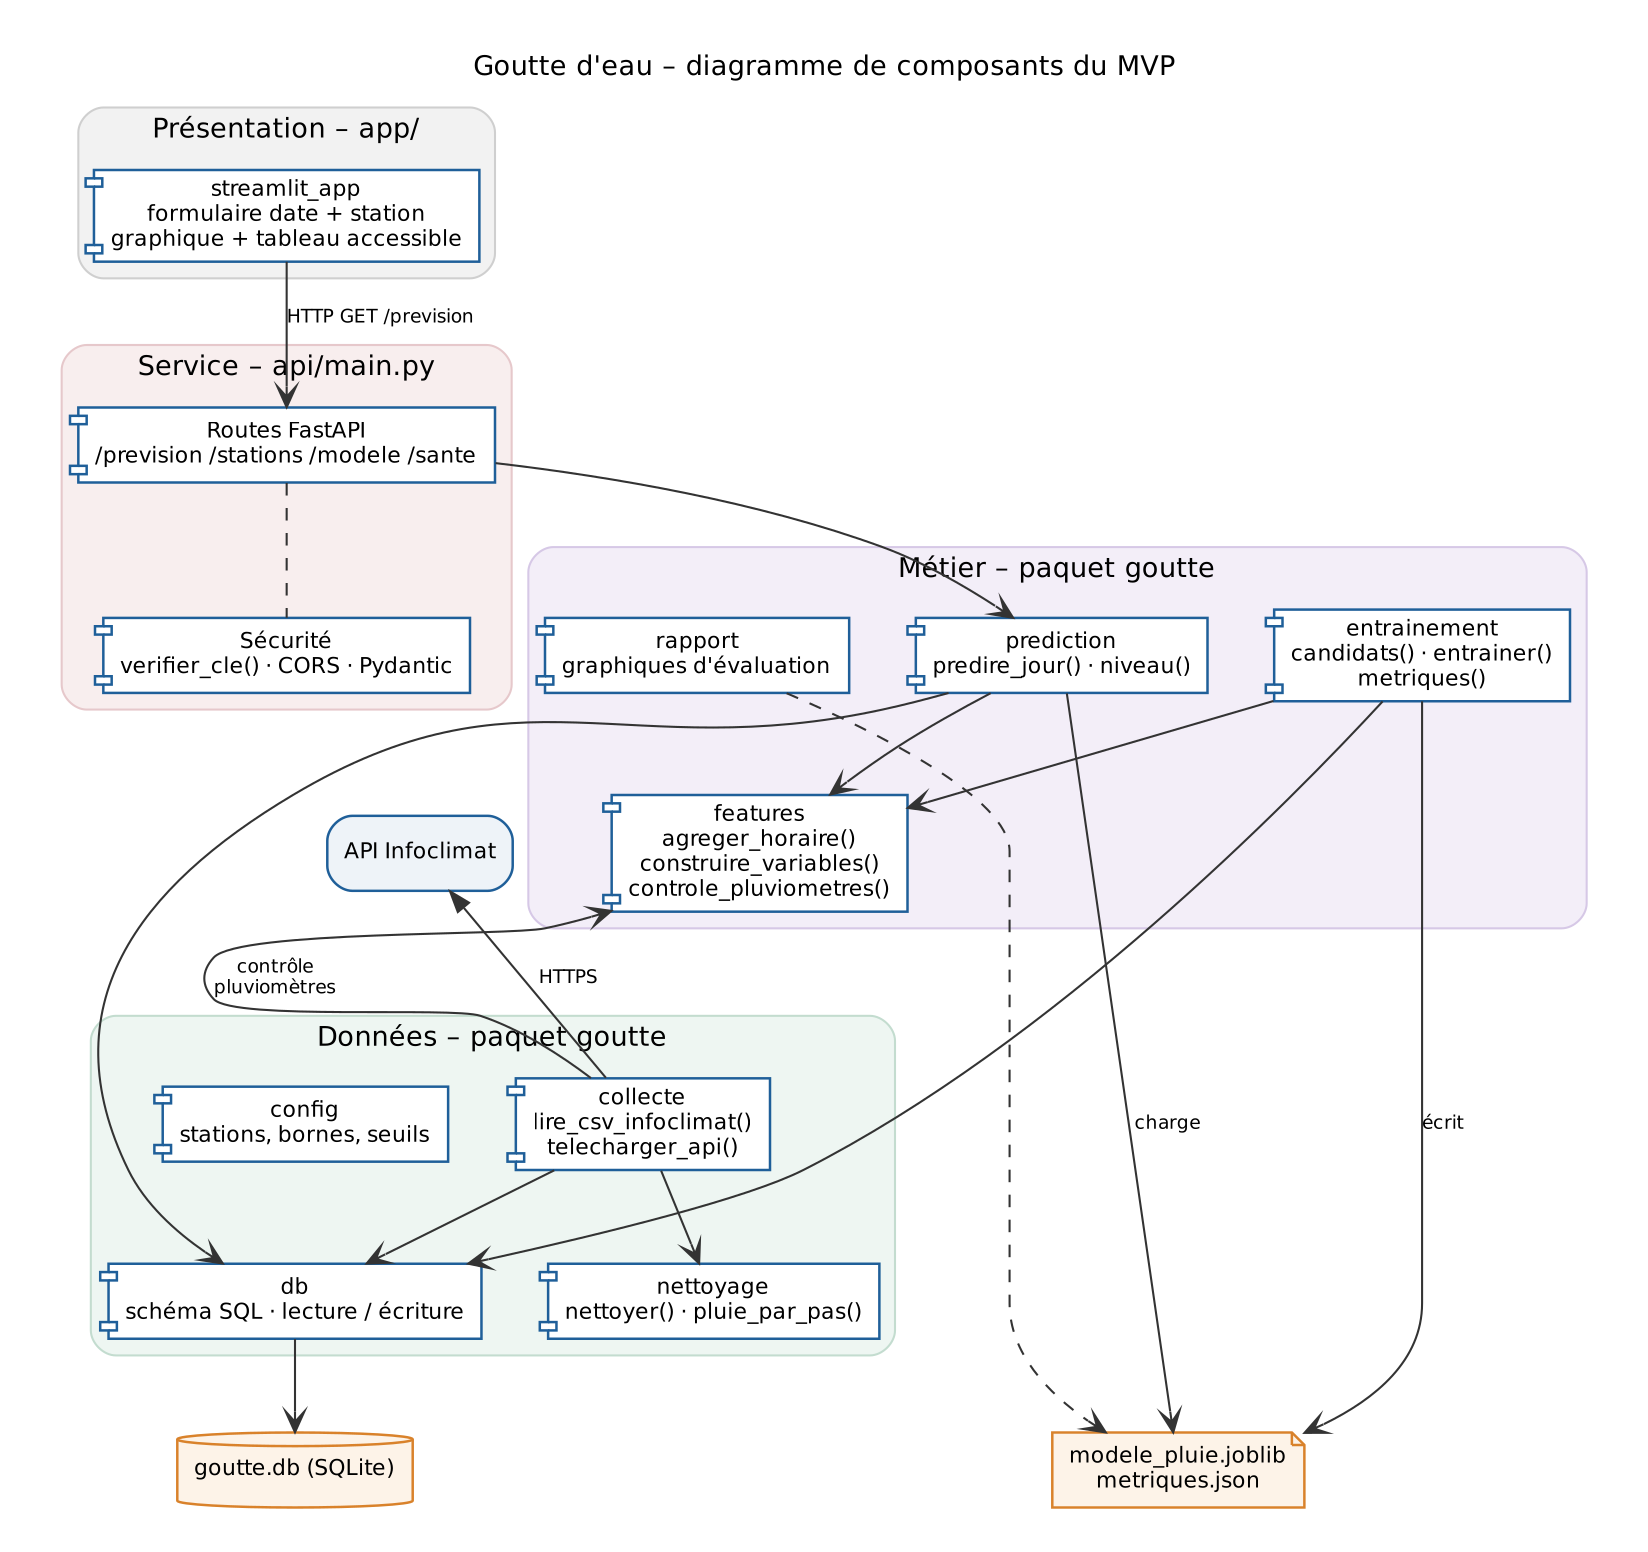 Goutte d'eau – diagramme de composants du MVP
Présentation – app/
streamlit_app
formulaire date + station
graphique + tableau accessible
HTTP GET /prevision
Service – api/main.py
Routes FastAPI
/prevision /stations /modele /sante
Sécurité
verifier_cle() · CORS · Pydantic
Métier – paquet goutte
rapport
graphiques d'évaluation
prediction
predire_jour() · niveau()
entrainement
candidats() · entrainer()
metriques()
features
agreger_horaire()
construire_variables()
controle_pluviometres()
API Infoclimat
contrôle
pluviomètres
HTTPS
Données – paquet goutte
config
stations, bornes, seuils
collecte
lire_csv_infoclimat()
telecharger_api()
charge
écrit
db
schéma SQL · lecture / écriture
nettoyage
nettoyer() · pluie_par_pas()
goutte.db (SQLite)
modele_pluie.joblib
metriques.json